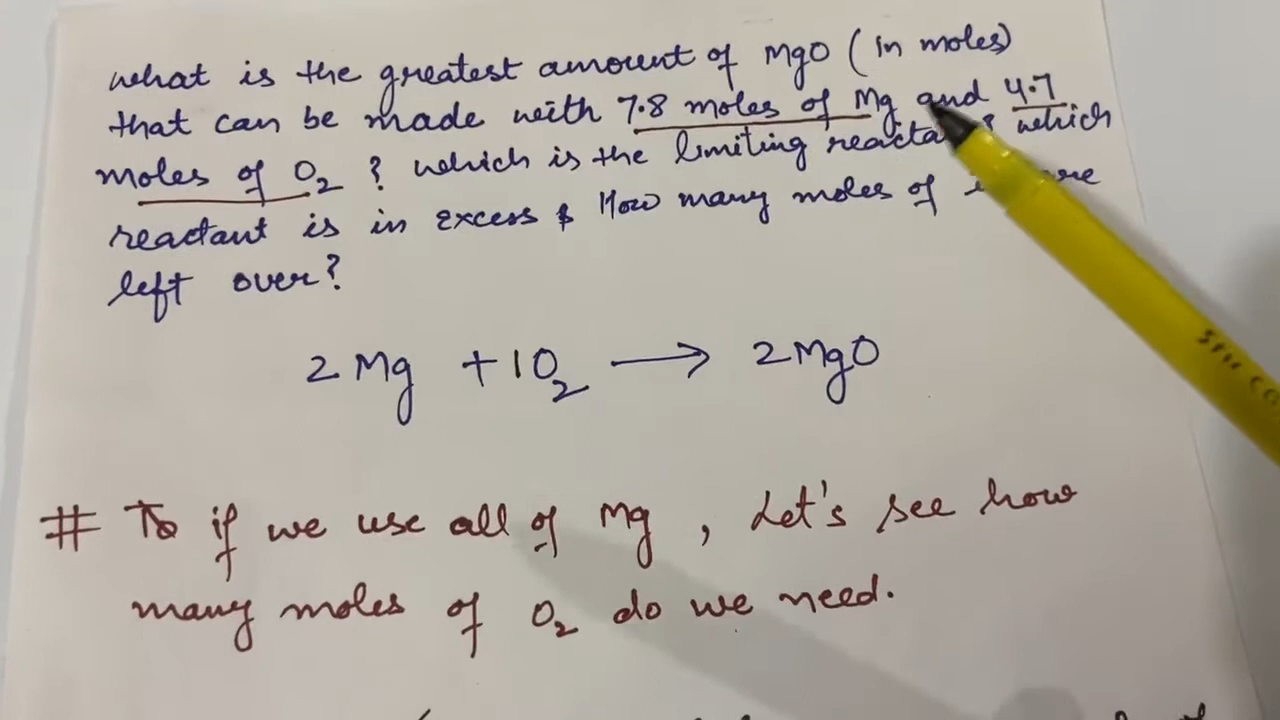 what is the greatest amount of MgO (in moles)
that can be made with 7.8 moles of Mg and 4.7
moles of O₂ ? which is the limiting which
reactant is in excess & How many moles of
left over?
2 Mg + 1O₂ → 2MgO
# To if we use all of Mg , Let's see how
many moles of O₂ do we need.